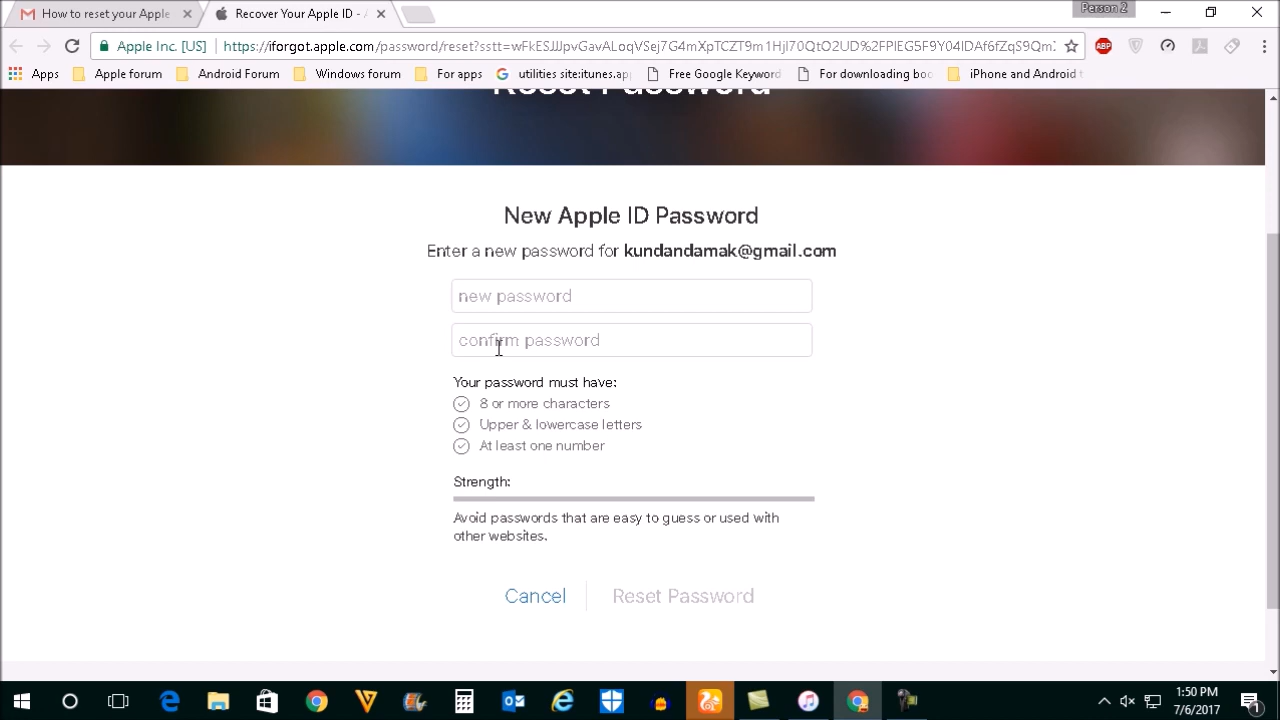 How to reset your Apple
Recover Your Apple ID - A
Person 2
Apple Inc. [US]
https://iforgot.apple.com/password/reset?sstt=
Apps
Apple forum
Android Forum
Windows forum
For apps
utilities site:itunes.app
Free Google Keyword
For downloading boo
iPhone and Android t
ABP
Reset Password
New Apple ID Password
Enter a new password for kundandamak@gmail.com
new password
confirm password
Your password must have:
8 or more characters
Upper & lowercase letters
At least one number
Strength:
Avoid passwords that are easy to guess or used with
other websites.
Cancel
Reset Password
1:50 PM
7/6/2017
1